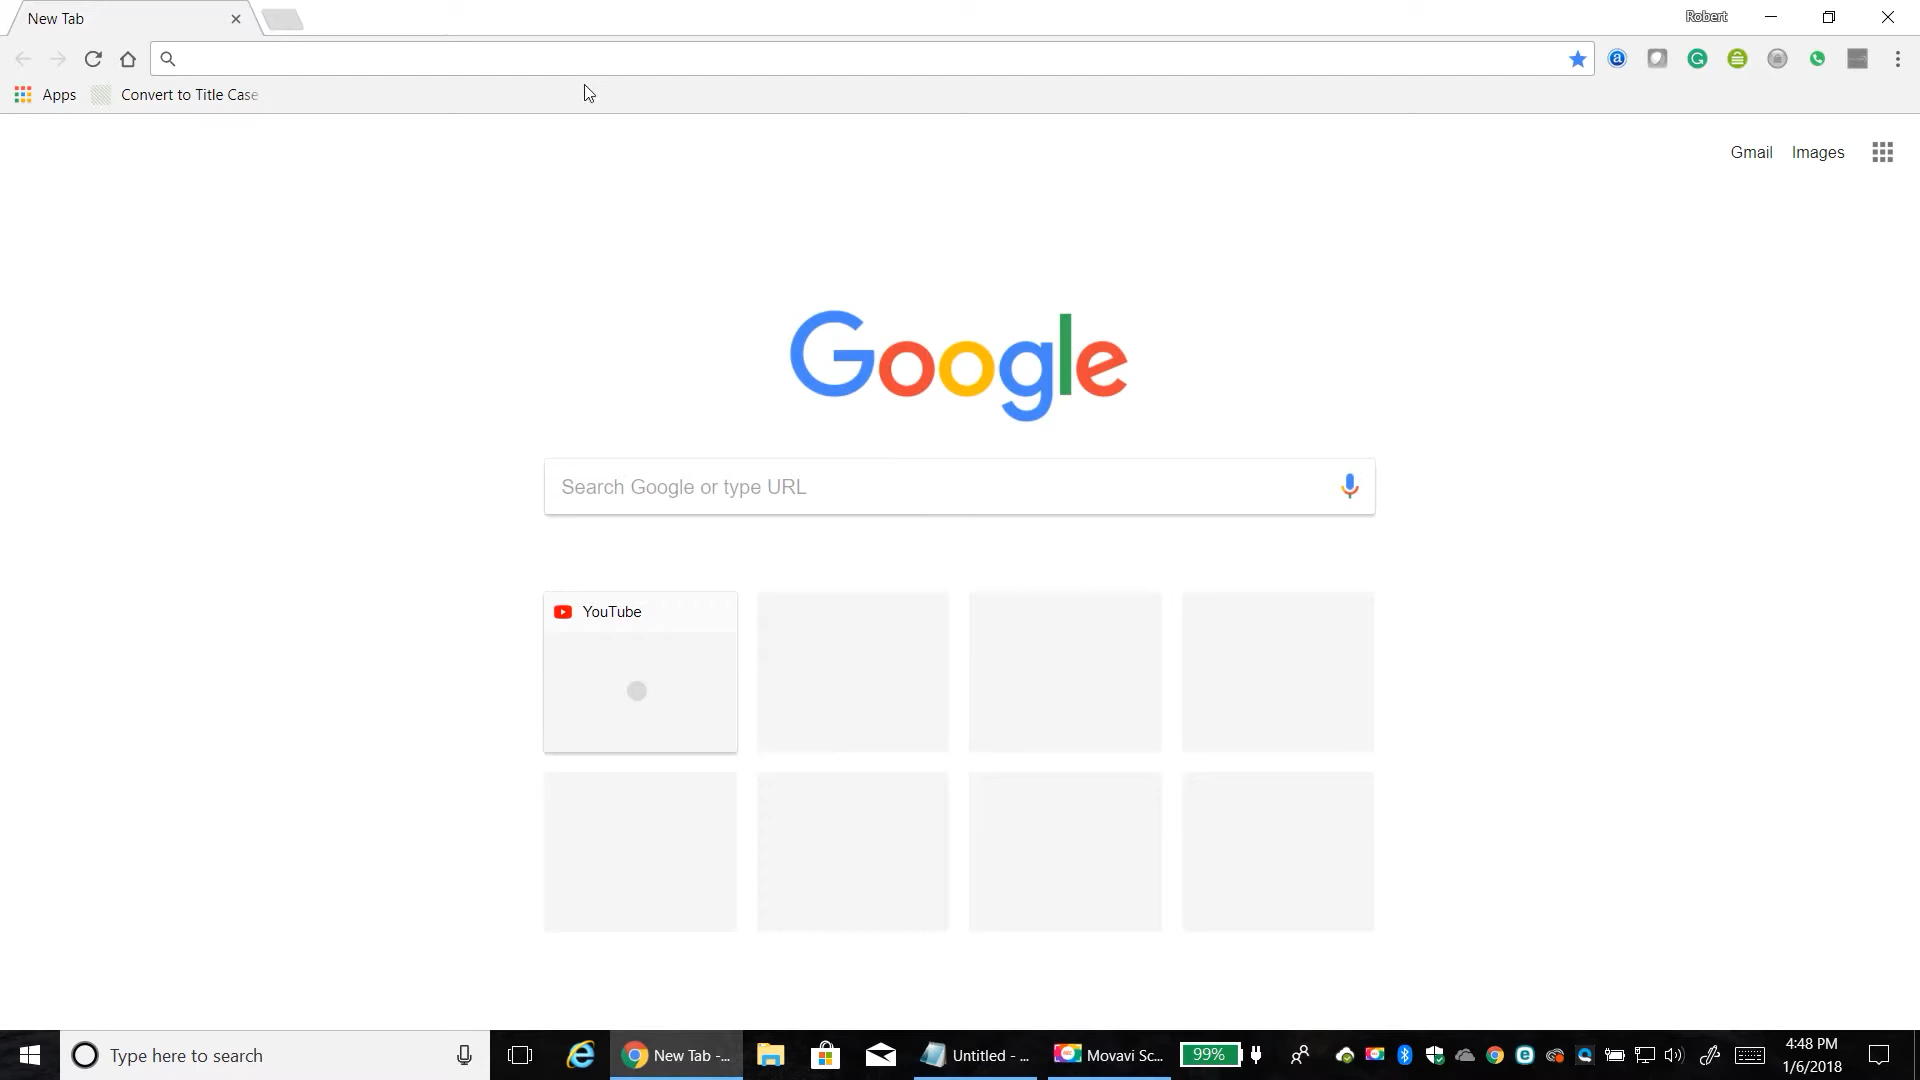 New Tab
Robert
Apps
Convert to Title Case
Gmail
Images
Google
Search Google or type URL
YouTube
Type here to search
New Tab -...
Untitled - ...
Movavi Sc...
99%
4:48 PM
1/6/2018